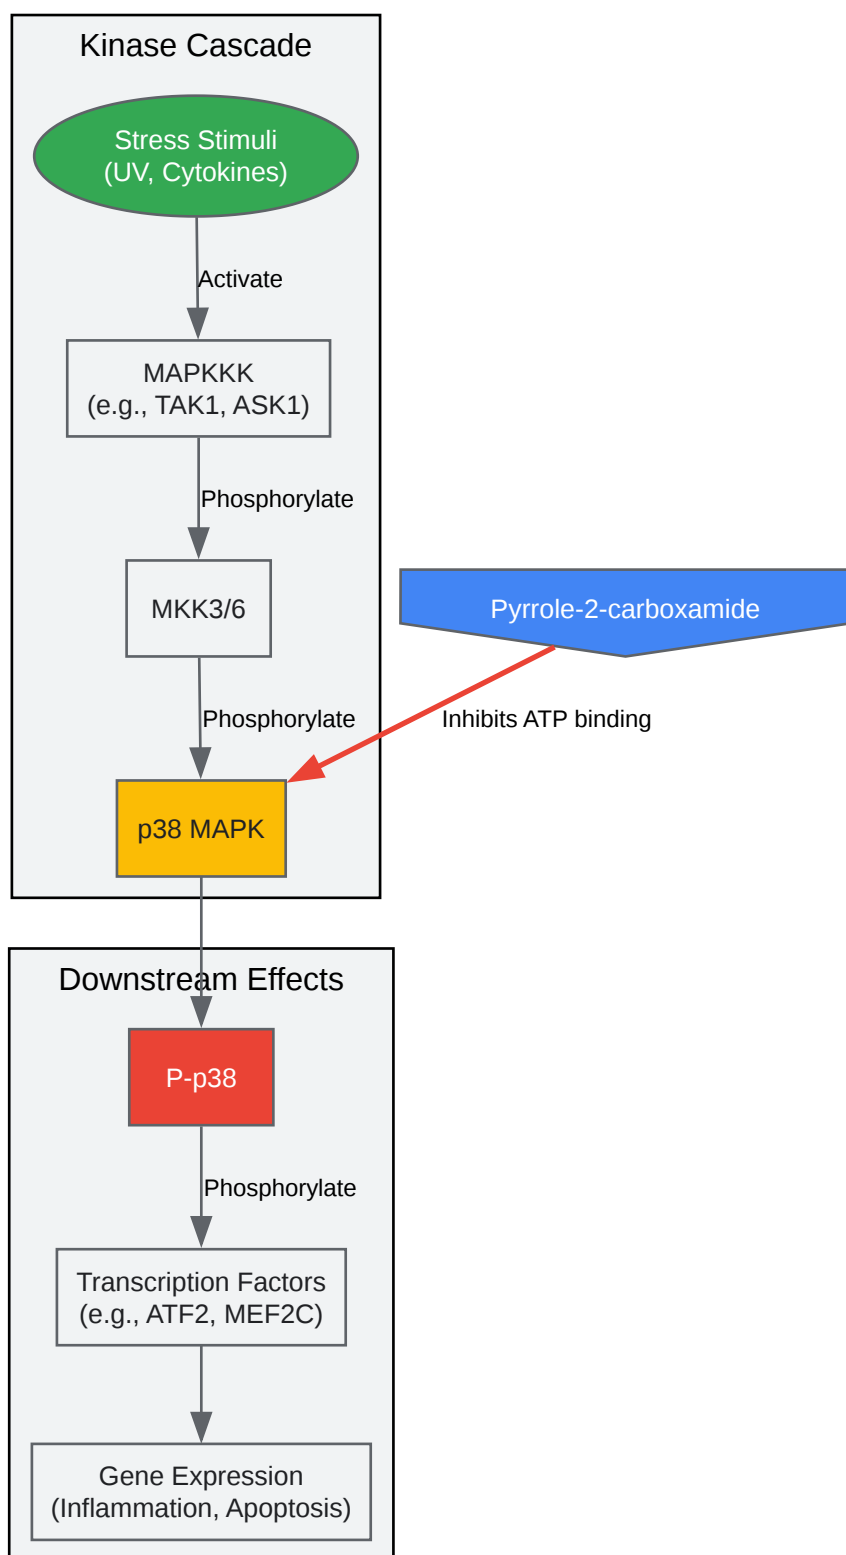 Kinase Cascade
Stress Stimuli
(UV, Cytokines)
Activate
MAPKKK
(e.g., TAK1, ASK1)
Phosphorylate
MKK3/6
Pyrrole-2-carboxamide
Phosphorylate
Inhibits ATP binding
p38 MAPK
Downstream Effects
P-p38
Phosphorylate
Transcription Factors
(e.g., ATF2, MEF2C)
Gene Expression
(Inflammation, Apoptosis)